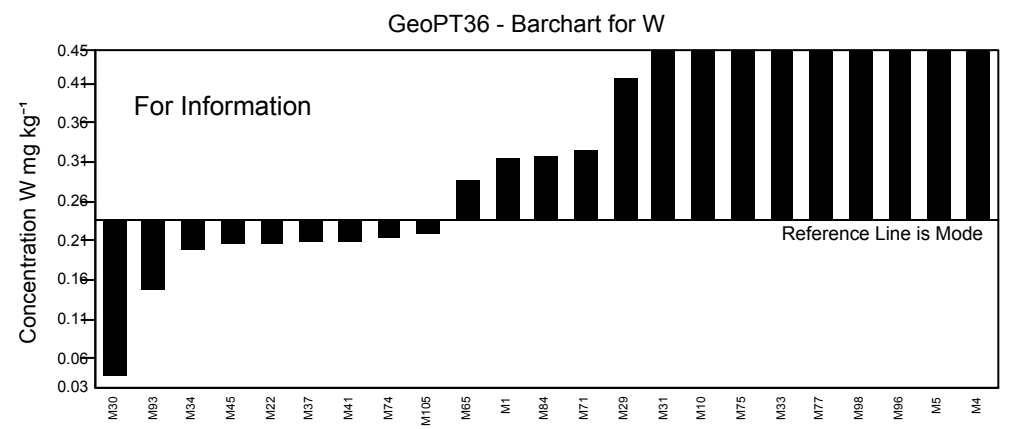 GeoPT36 - Barchart for W
Concentration W mg kg⁻¹
0.45
0.41
0.36
0.31
0.26
0.21
0.16
0.11
0.06
0.03
For Information
Reference Line is Mode
M30 M93 M34 M45 M22 M37 M41 M74 M105 M65 M1 M84 M71 M29 M31 M10 M75 M33 M77 M98 M96 M5 M4